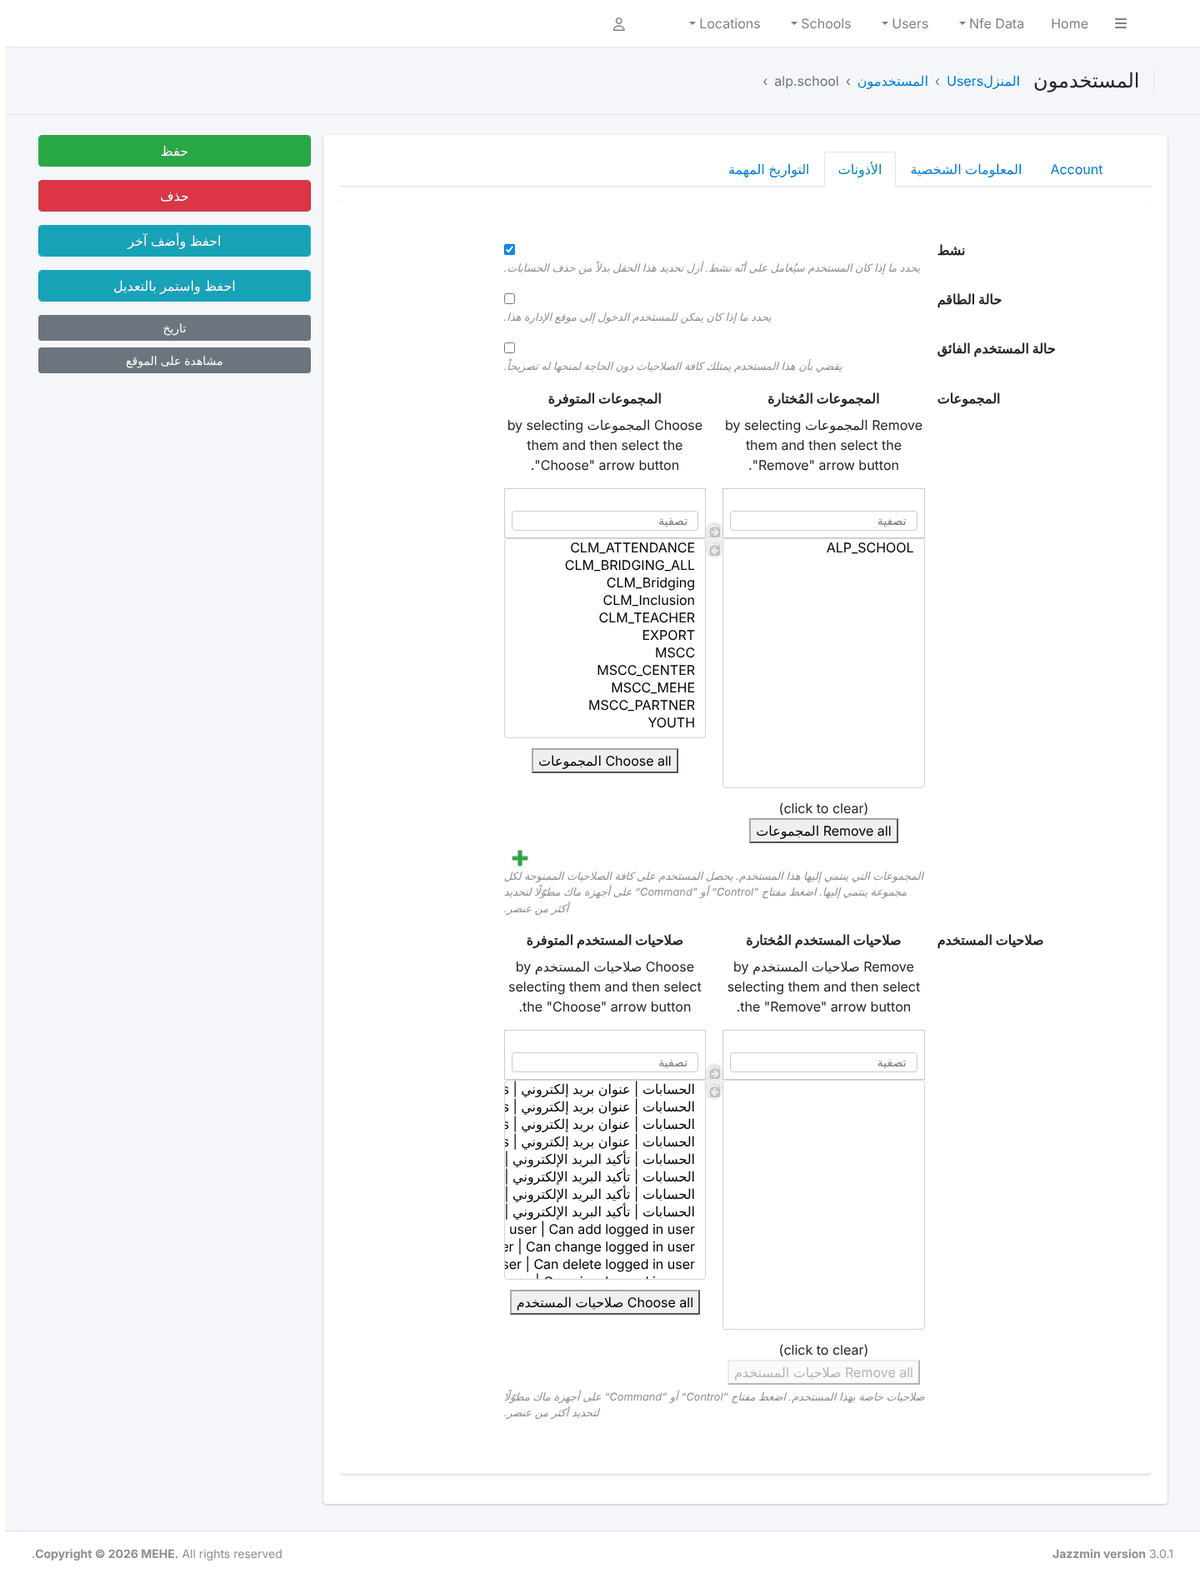 Home
Nfe Data
Users
Schools
Locations
المستخدمون
المنزل
Users
›
المستخدمون
›
alp.school
›
Account
المعلومات الشخصية
الأذونات
التواريخ المهمة
حفظ
حذف
احفظ وأضف آخر
احفظ واستمر بالتعديل
تاريخ
مشاهدة على الموقع
نشط
يحدد ما إذا كان المستخدم سيُعامل على أنّه نشط. أزل تحديد هذا الحقل بدلاً من حذف الحسابات.
حالة الطاقم
يحدد ما إذا كان يمكن للمستخدم الدخول إلى موقع الإدارة هذا.
حالة المستخدم الفائق
يقضي بأن هذا المستخدم يمتلك كافة الصلاحيات دون الحاجة لمنحها له تصريحاً.
المجموعات
المجموعات المُختارة
Remove المجموعات by selecting
them and then select the
"Remove" arrow button.
تصفية
ALP_SCHOOL
(click to clear)
Remove all المجموعات
المجموعات المتوفرة
Choose المجموعات by selecting
them and then select the
"Choose" arrow button.
تصفية
CLM_ATTENDANCE
CLM_BRIDGING_ALL
CLM_Bridging
CLM_Inclusion
CLM_TEACHER
EXPORT
MSCC
MSCC_CENTER
MSCC_MEHE
MSCC_PARTNER
YOUTH
Choose all المجموعات
المجموعات التي ينتمي إليها هذا المستخدم. يحصل المستخدم على كافة الصلاحيات الممنوحة لكل
مجموعة ينتمي إليها. اضغط مفتاح ”Control“ أو ”Command“ على أجهزة ماك مطوّلًا لتحديد
أكثر من عنصر.
صلاحيات المستخدم
صلاحيات المستخدم المُختارة
Remove صلاحيات المستخدم by
selecting them and then select
the "Remove" arrow button.
تصفية
(click to clear)
Remove all صلاحيات المستخدم
صلاحيات المستخدم المتوفرة
Choose صلاحيات المستخدم by
selecting them and then select
the "Choose" arrow button.
تصفية
الحسابات | عنوان بريد إلكتروني |
الحسابات | عنوان بريد إلكتروني |
الحسابات | عنوان بريد إلكتروني |
الحسابات | عنوان بريد إلكتروني |
الحسابات | تأكيد البريد الإلكتروني |
الحسابات | تأكيد البريد الإلكتروني |
الحسابات | تأكيد البريد الإلكتروني |
الحسابات | تأكيد البريد الإلكتروني |
user | Can add logged in user
| Can change logged in user
| Can delete logged in user
Choose all صلاحيات المستخدم
صلاحيات خاصة بهذا المستخدم. اضغط مفتاح ”Control“ أو ”Command“ على أجهزة ماك مطوّلًا
لتحديد أكثر من عنصر.
Jazzmin version 3.0.1
Copyright © 2026 MEHE. All rights reserved.